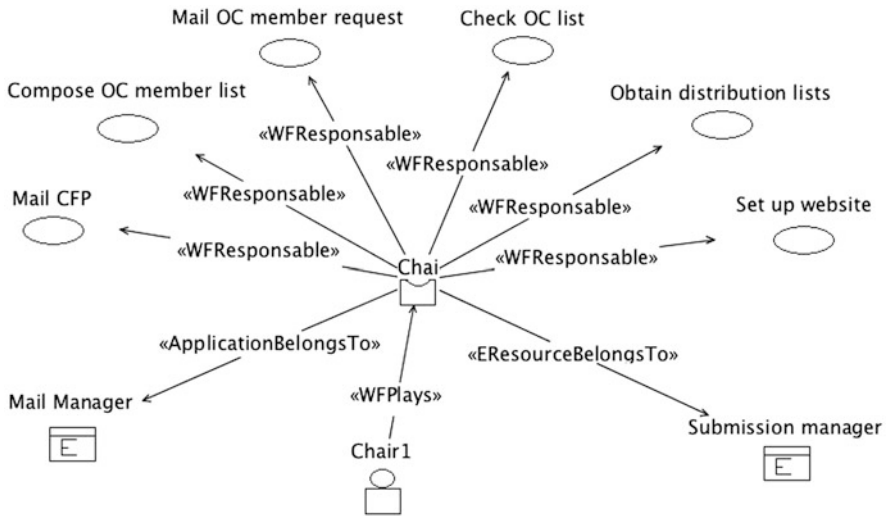 Mail OC member request
Check OC list
Compose OC member list
Obtain distribution lists
«WFResponsable»
«WFResponsable»
«WFResponsable»
«WFResponsable»
Mail CFP
Set up website
«WFResponsable»
«WFResponsable»
Chai
«ApplicationBelongsTo»
«EResourceBelongsTo»
Mail Manager
«WFPlays»
Submission manager
E
Chair1
E